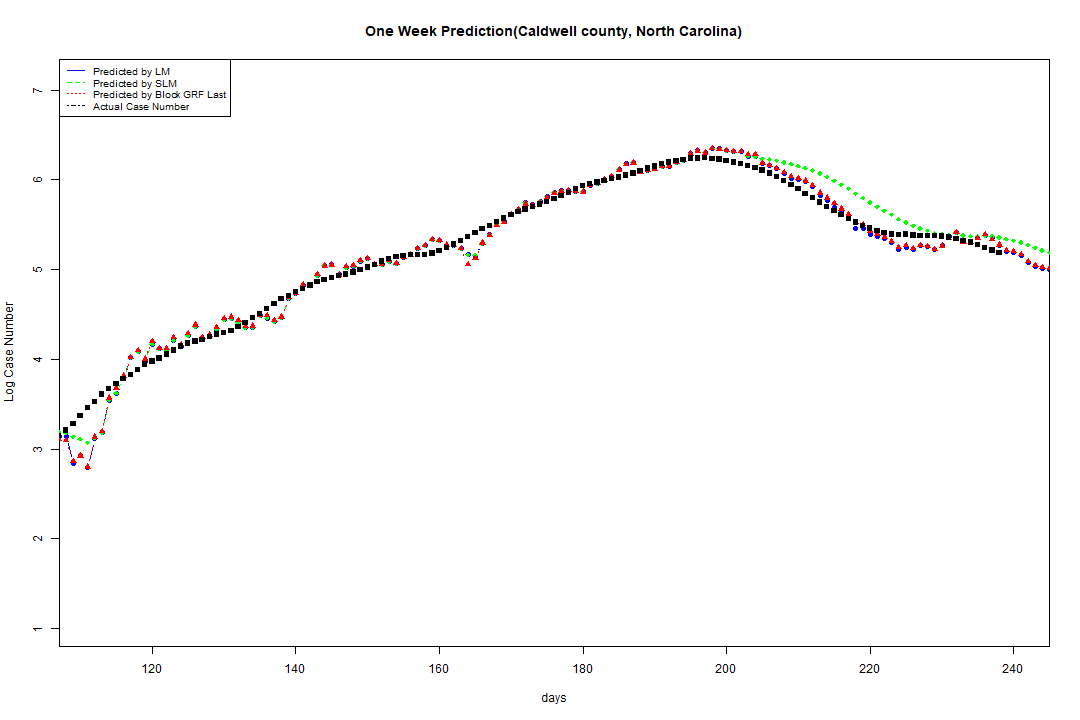 One Week Prediction(Caldwell county, North Carolina)
Predicted by LM
Predicted by SLM
Predicted by Block GRF Last
Actual Case Number
7
6
5
4
3
2
1
Log Case Number
120 140 160 180 200 220 240
days